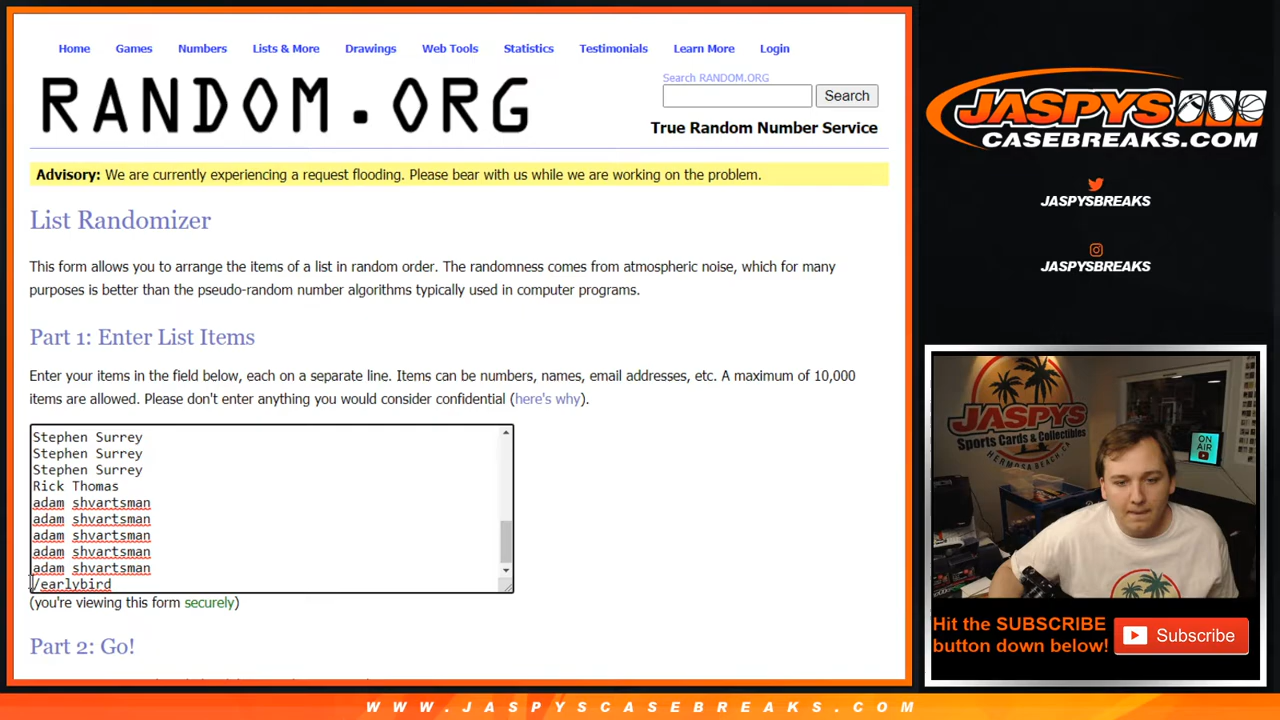 Home Games Numbers Lists & More Drawings Web Tools Statistics Testimonials Learn More Login
RANDOM.ORG
Search RANDOM.ORG
Search
True Random Number Service
Advisory: We are currently experiencing a request flooding. Please bear with us while we are working on the problem.
List Randomizer
This form allows you to arrange the items of a list in random order. The randomness comes from atmospheric noise, which for many
purposes is better than the pseudo-random number algorithms typically used in computer programs.
Part 1: Enter List Items
Enter your items in the field below, each on a separate line. Items can be numbers, names, email addresses, etc. A maximum of 10,000
items are allowed. Please don't enter anything you would consider confidential (here's why).
Stephen Surrey
Stephen Surrey
Stephen Surrey
Rick Thomas
adam shvartsman
adam shvartsman
adam shvartsman
adam shvartsman
adam shvartsman
/earlybird
(you're viewing this form securely)
Part 2: Go!
JASPYS
CASEBREAKS.COM
JASPYSBREAKS
JASPYSBREAKS
JASPYS
Sports Cards & Collectibles
HERMOSA BEACH, CA
ON
AIR
Hit the SUBSCRIBE
button down below!
Subscribe
WWW.JASPYSCASEBREAKS.COM